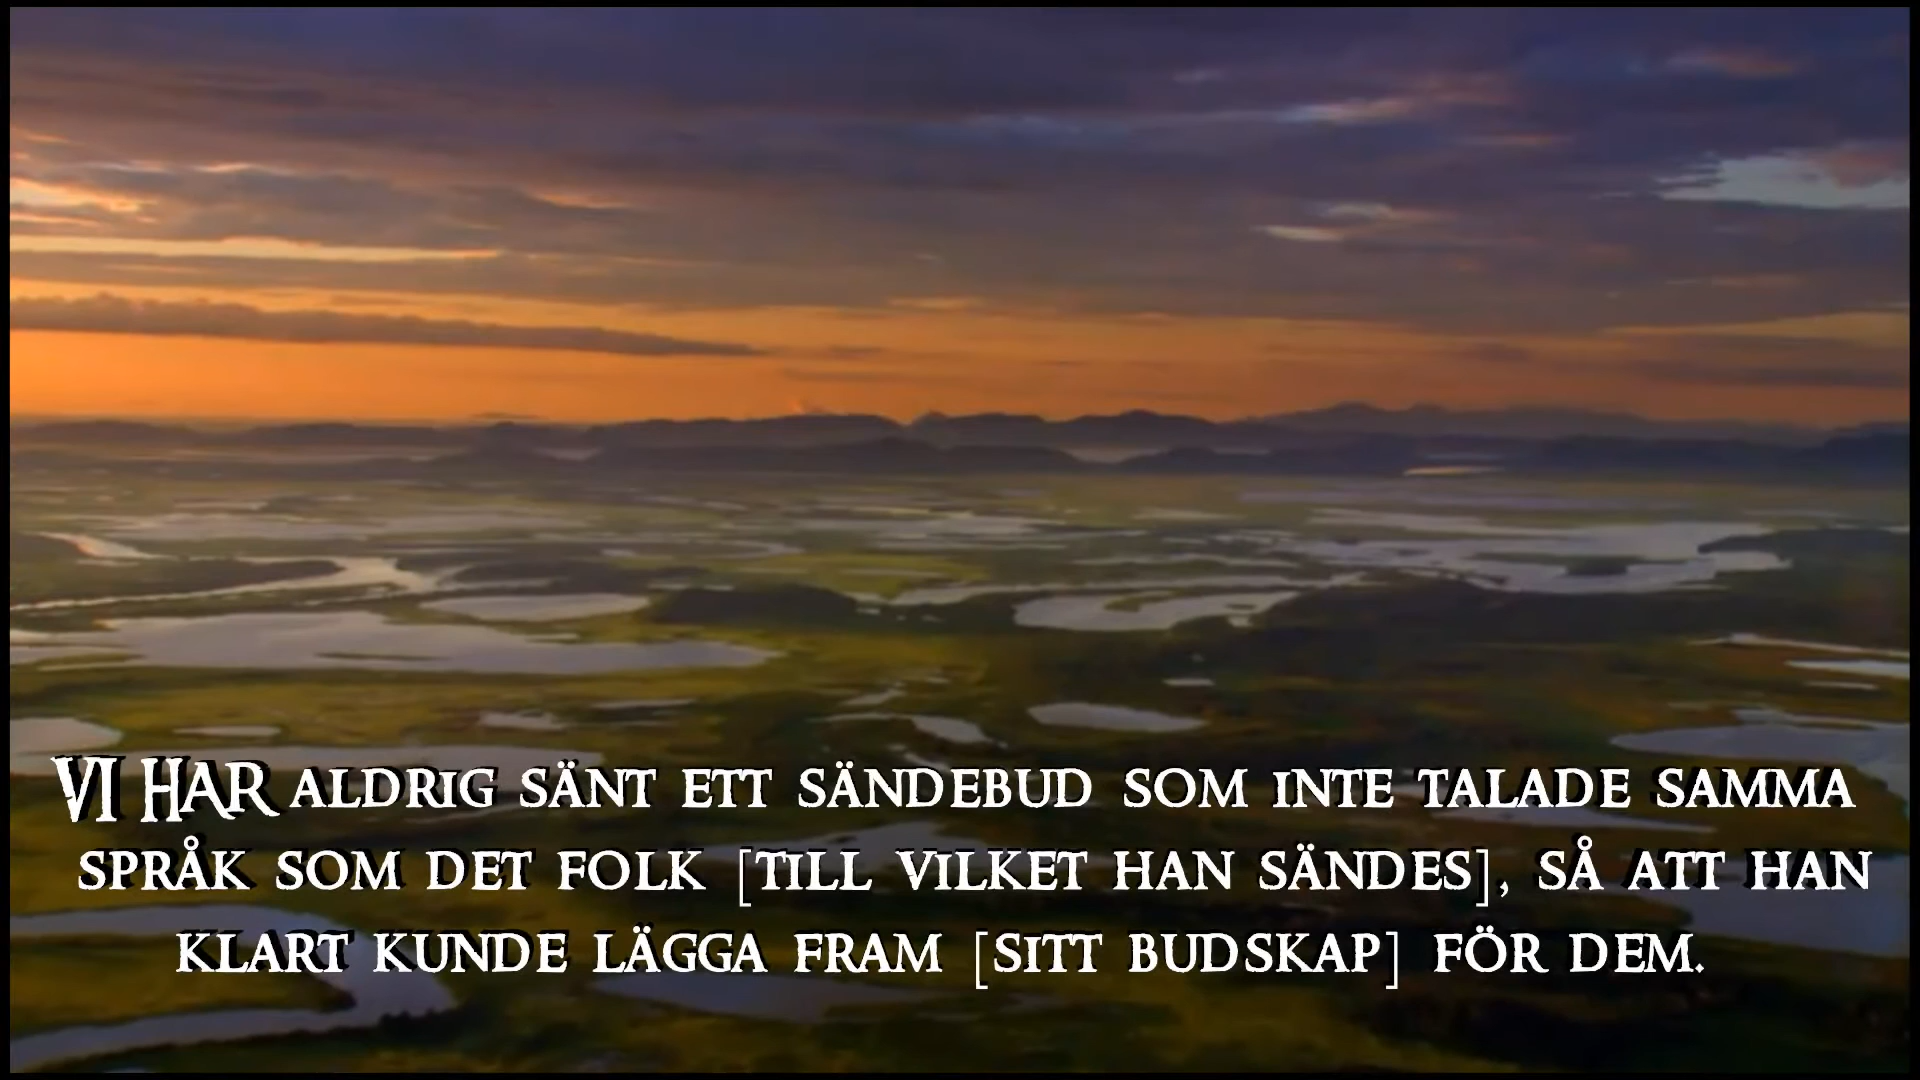 VI HAR ALDRIG SÄNT ETT SÄNDEBUD SOM INTE TALADE SAMMA
SPRÅK SOM DET FOLK [TILL VILKET HAN SÄNDES], SÅ ATT HAN
KLART KUNDE LÄGGA FRAM [SITT BUDSKAP] FÖR DEM.